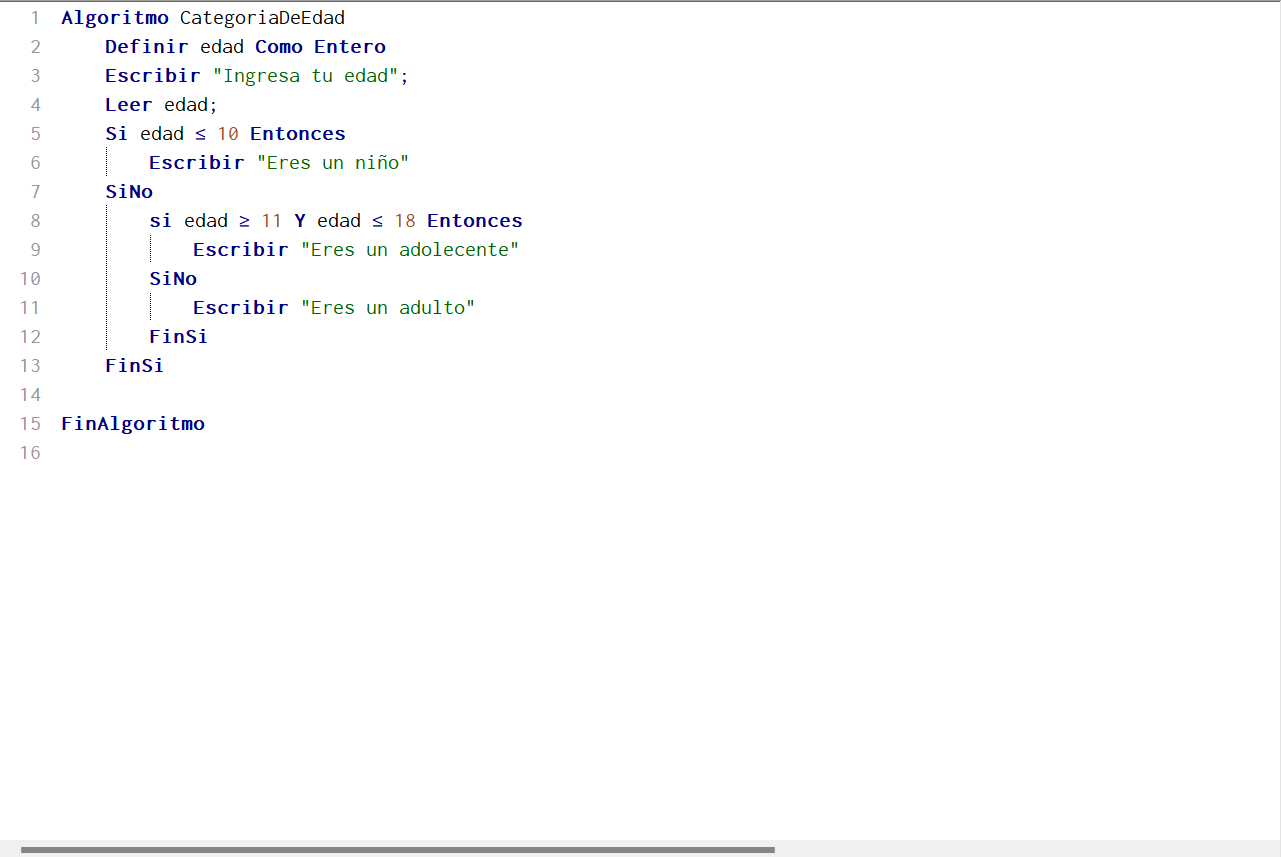 1 Algoritmo CategoriaDeEdad
2 Definir edad Como Entero
3 Escribir "Ingresa tu edad";
4 Leer edad;
5 Si edad ≤ 10 Entonces
6 Escribir "Eres un niño"
7 SiNo
8 si edad ≥ 11 Y edad ≤ 18 Entonces
9 Escribir "Eres un adolecente"
10 SiNo
11 Escribir "Eres un adulto"
12 FinSi
13 FinSi
14
15 FinAlgoritmo
16